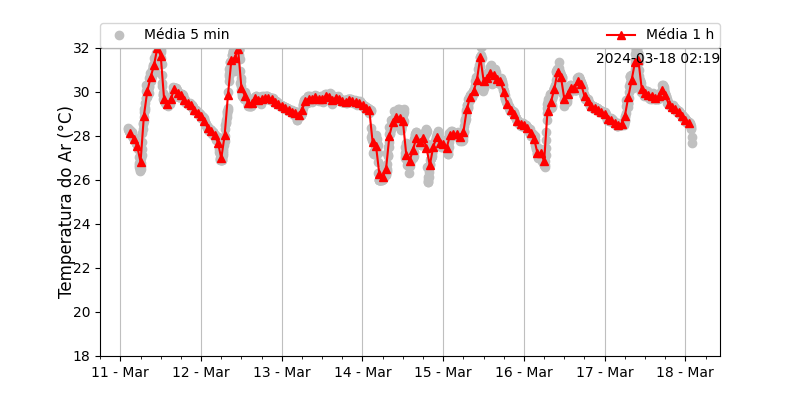 Média 5 min
Média 1 h
2024-03-18 02:19
Temperatura do Ar (°C)
32
30
28
26
24
22
20
18
11 - Mar
12 - Mar
13 - Mar
14 - Mar
15 - Mar
16 - Mar
17 - Mar
18 - Mar